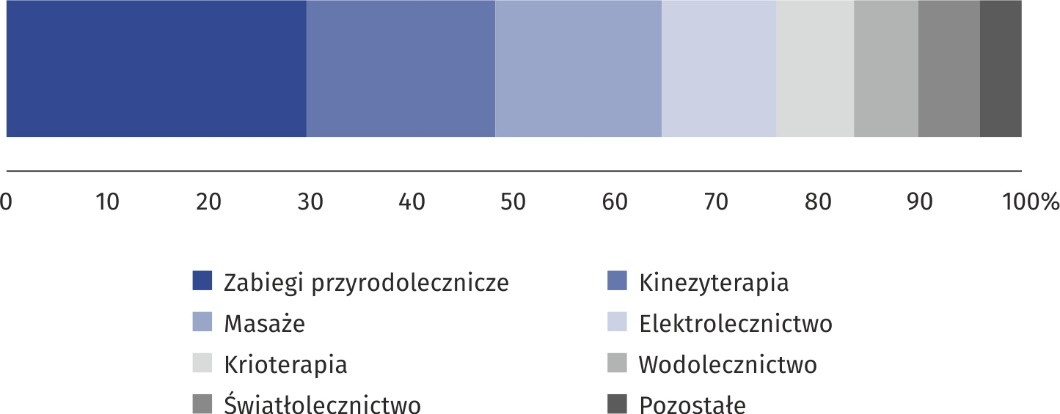 0 10 20 30 40 50 60 70 80 90 100%
Zabiegi przyrodolecznicze Kinezyterapia
Masaże Elektrolecznictwo
Krioterapia Wodolecznictwo
Światłolecznictwo Pozostałe